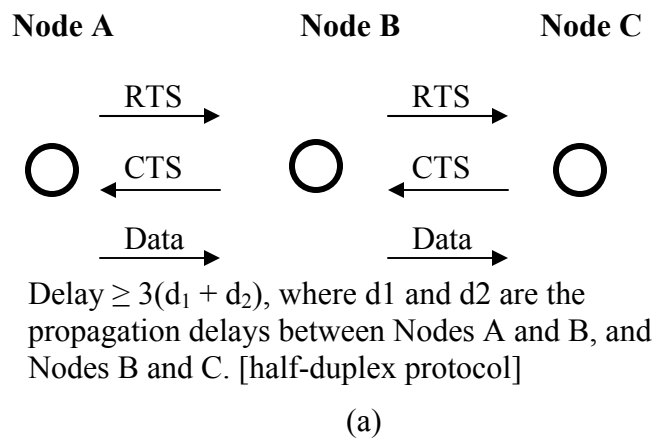 Node A Node B Node C
RTS RTS
CTS CTS
Data Data
Delay ≥ 3(d₁ + d₂), where d1 and d2 are the
propagation delays between Nodes A and B, and
Nodes B and C. [half-duplex protocol]
(a)